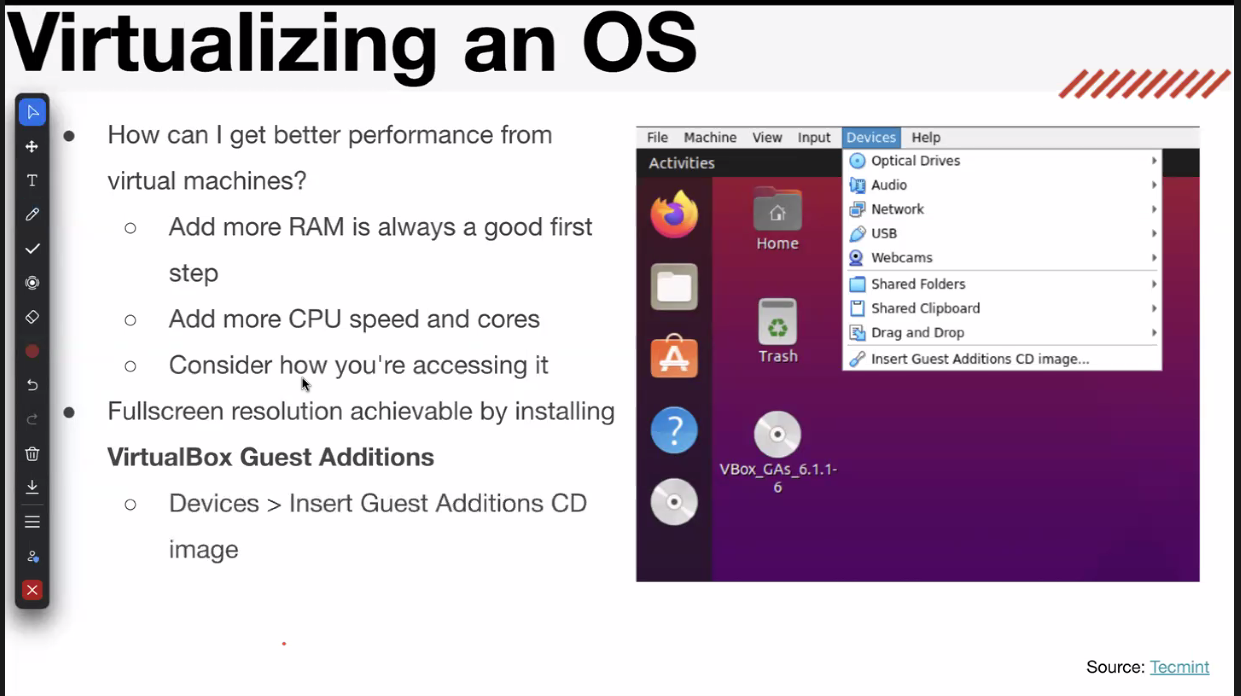 Virtualizing an OS
How can I get better performance from
virtual machines?
Add more RAM is always a good first
step
Add more CPU speed and cores
Consider how you're accessing it
Fullscreen resolution achievable by installing
VirtualBox Guest Additions
Devices > Insert Guest Additions CD
image
File Machine View Input Devices Help
Activities
Optical Drives
Audio
Network
USB
Webcams
Shared Folders
Shared Clipboard
Drag and Drop
Insert Guest Additions CD image...
Home
Trash
VBox_GAs_6.1.1-
6
T
?
Source: Tecmint